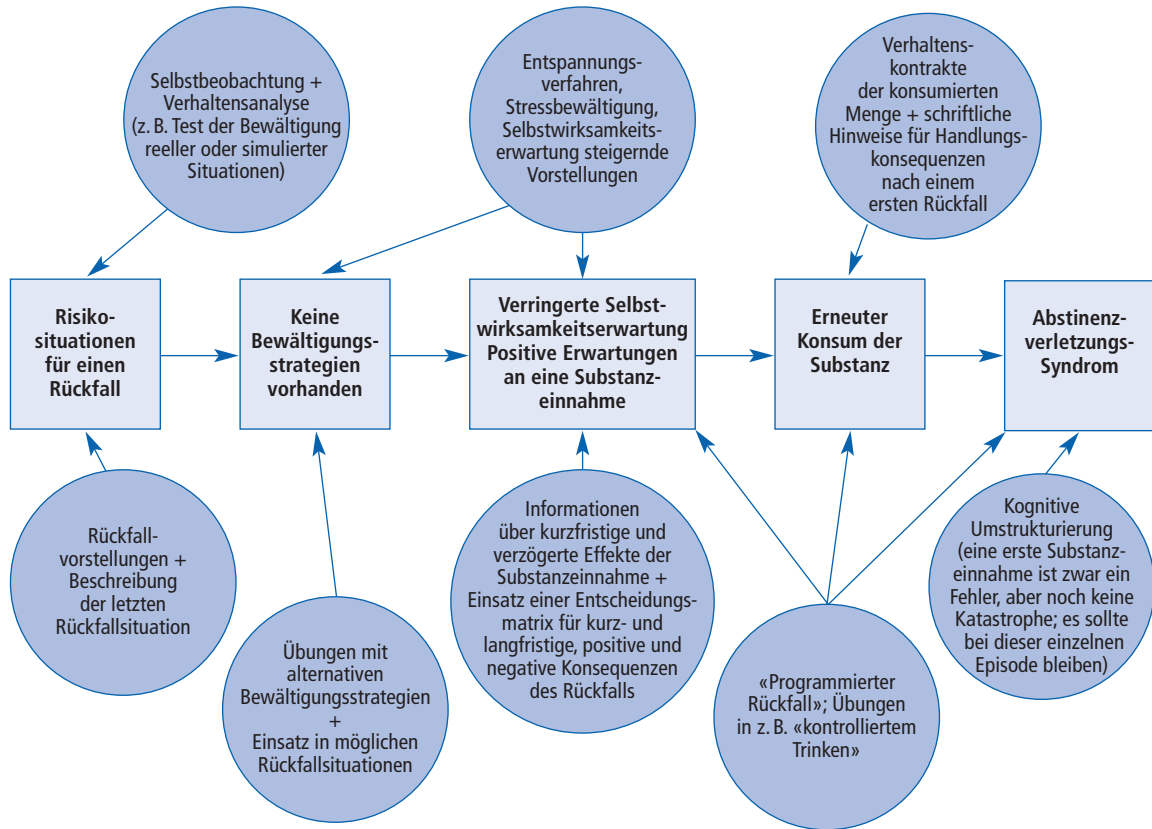 Selbstbeobachtung +
Verhaltensanalyse
(z. B. Test der Bewältigung
reeller oder simulierter
Situationen)
Entspannungs-
verfahren,
Stressbewältigung,
Selbstwirksamkeits-
erwartung steigernde
Vorstellungen
Verhaltens-
kontrakte
der konsumierten
Menge + schriftliche
Hinweise für Handlungs-
konsequenzen
nach einem
ersten Rückfall
Risiko-
situationen
für einen
Rückfall
Keine
Bewältigungs-
strategien
vorhanden
Verringerte Selbst-
wirksamkeitserwartung
Positive Erwartungen
an eine Substanz-
einnahme
Erneuter
Konsum der
Substanz
Abstinenz-
verletzungs-
Syndrom
Rückfall-
vorstellungen +
Beschreibung
der letzten
Rückfallsituation
Übungen mit
alternativen
Bewältigungsstrategien
+
Einsatz in möglichen
Rückfallsituationen
Informationen
über kurzfristige und
verzögerte Effekte der
Substanzeinnahme +
Einsatz einer Entscheidungs-
matrix für kurz- und
langfristige, positive und
negative Konsequenzen
des Rückfalls
«Programmierter
Rückfall»; Übungen
in z. B. «kontrolliertem
Trinken»
Kognitive
Umstrukturierung
(eine erste Substanz-
einnahme ist zwar ein
Fehler, aber noch keine
Katastrophe; es sollte
bei dieser einzelnen
Episode bleiben)